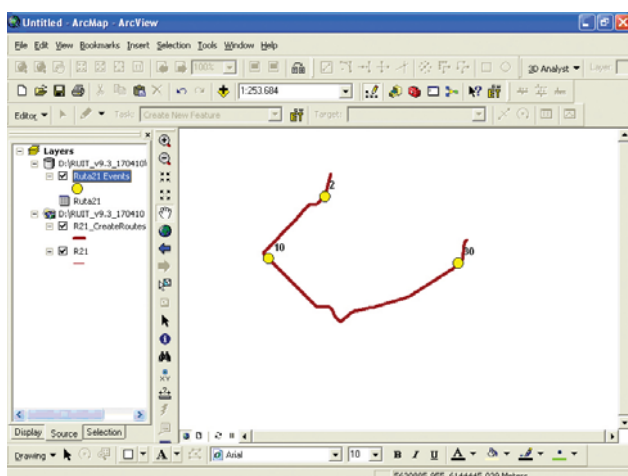 Untitled - ArcMap - ArcView
File Edit View Bookmarks Insert Selection Tools Window Help
100%
3D Analyst Layer:
1:253.684
Editor Task: Create New Feature Target:
Layers
D:\RUIT_v9.3_170410\
Ruta21 Events
Ruta21
D:\RUIT_v9.3_170410
R21_CreateRoutes
R21
2
10
30
Display Source Selection
Drawing A Arial 10 B I U A